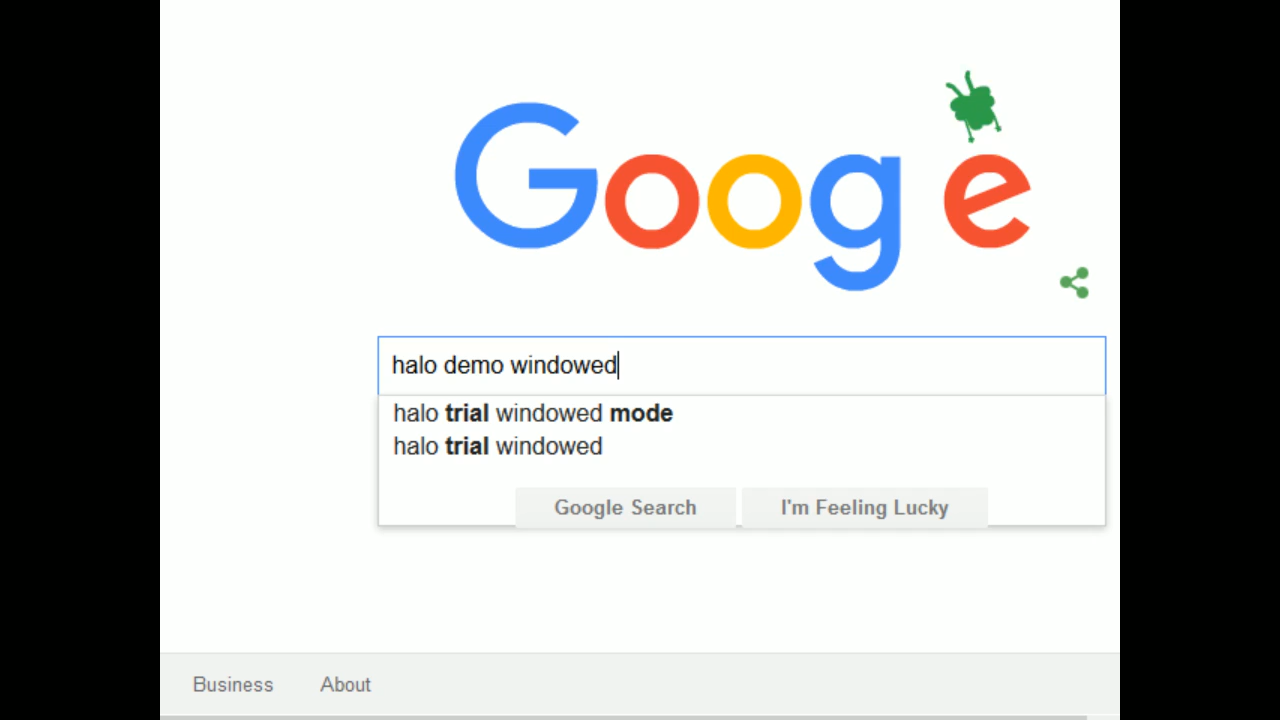 Goog e
halo demo windowed
halo trial windowed mode
halo trial windowed
Google Search
I'm Feeling Lucky
Business
About